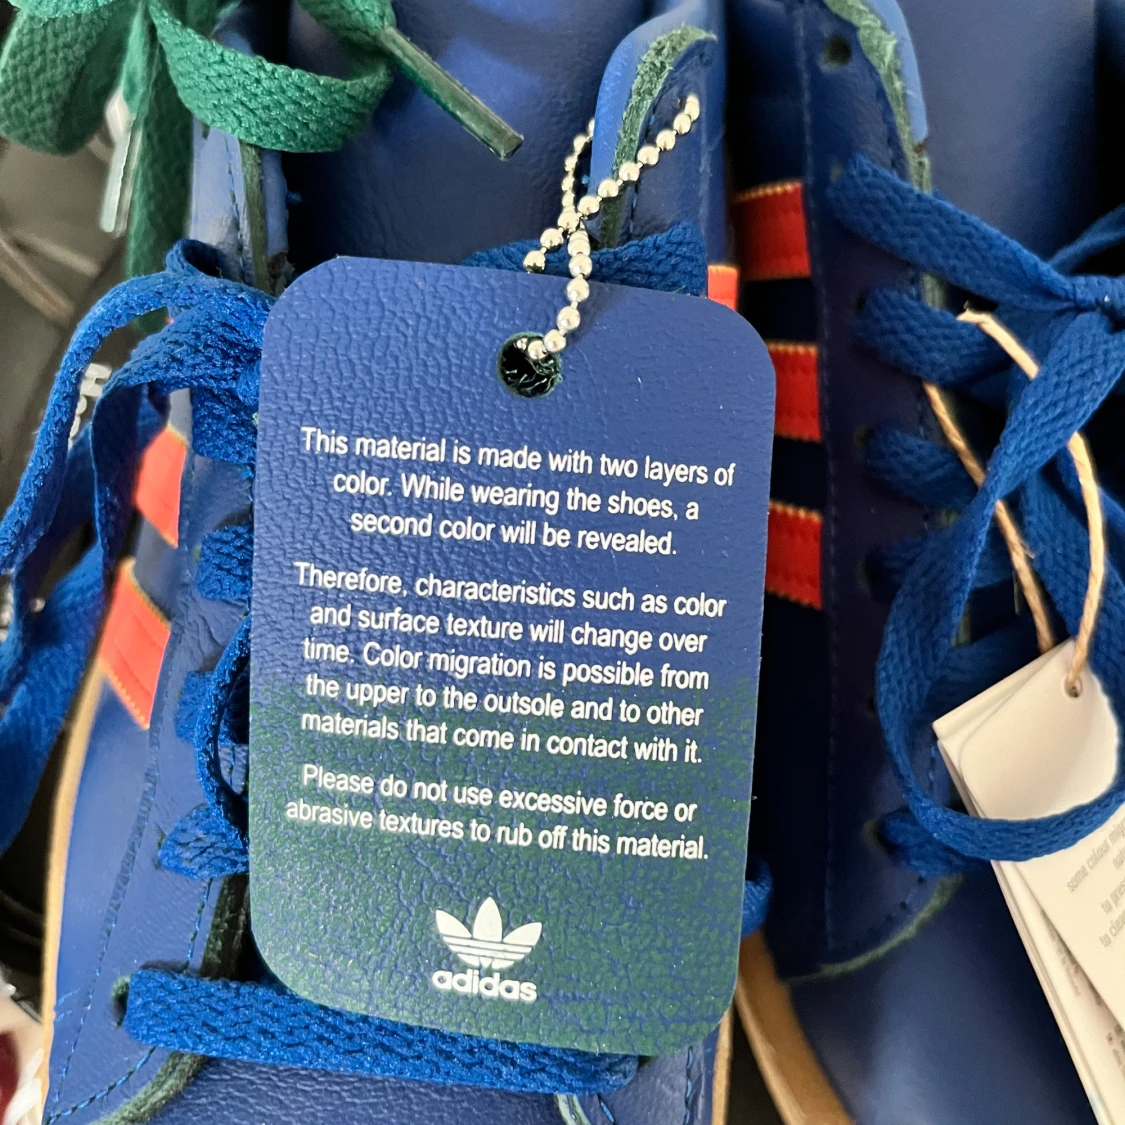 This material is made with two layers of
color. While wearing the shoes, a
second color will be revealed.
Therefore, characteristics such as color
and surface texture will change over
time. Color migration is possible from
the upper to the outsole and to other
materials that come in contact with it.
Please do not use excessive force or
abrasive textures to rub off this material.
adidas
some colour